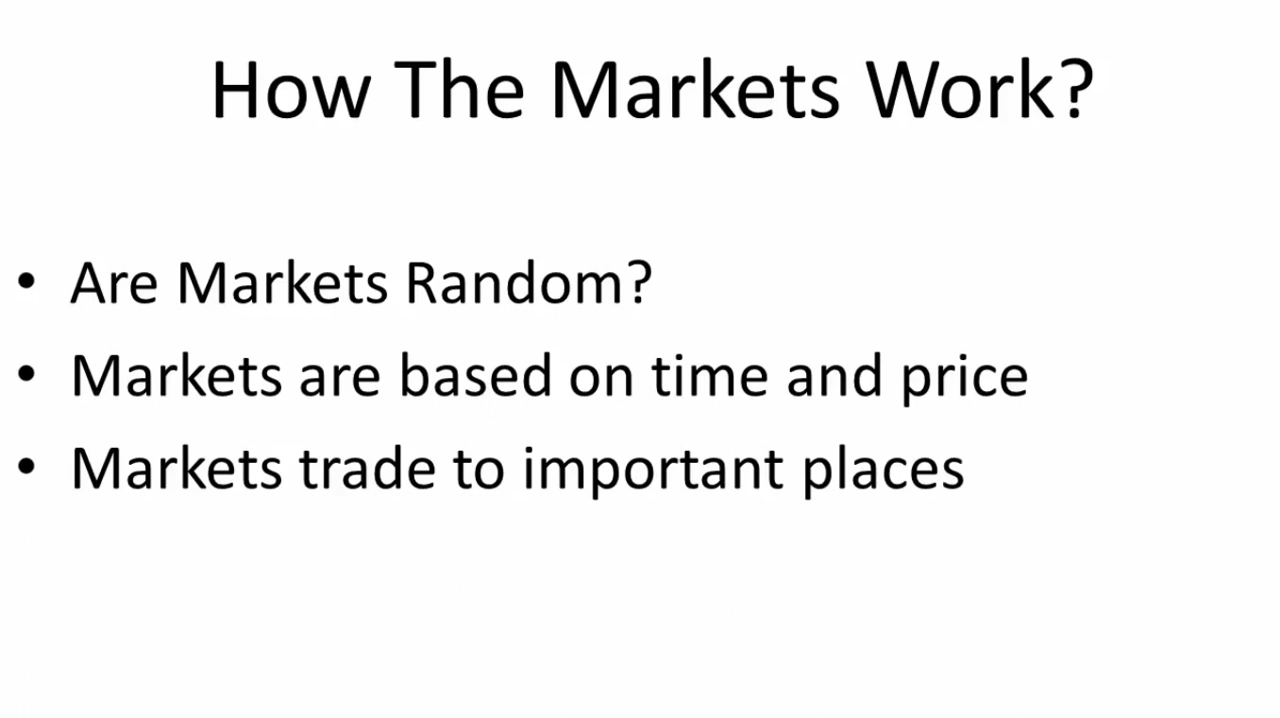 How The Markets Work?
• Are Markets Random?
• Markets are based on time and price
• Markets trade to important places